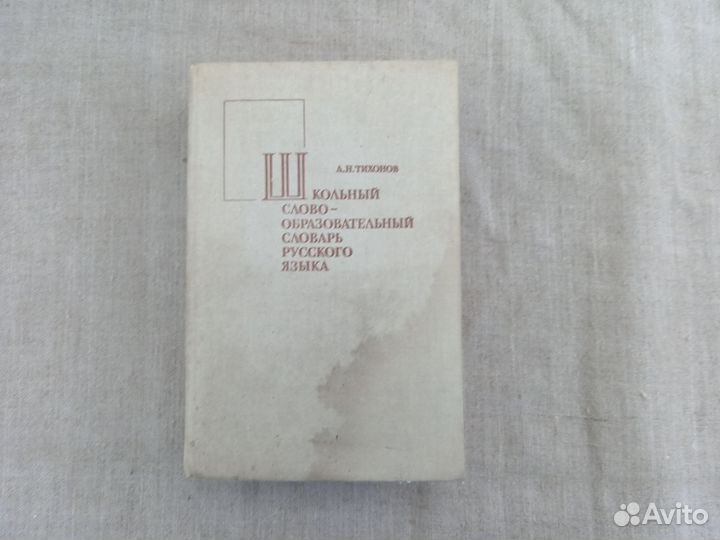 А.Н.ТИХОНОВ
ШКОЛЬНЫЙ
СЛОВО-
ОБРАЗОВАТЕЛЬНЫЙ
СЛОВАРЬ
РУССКОГО
ЯЗЫКА
Avito